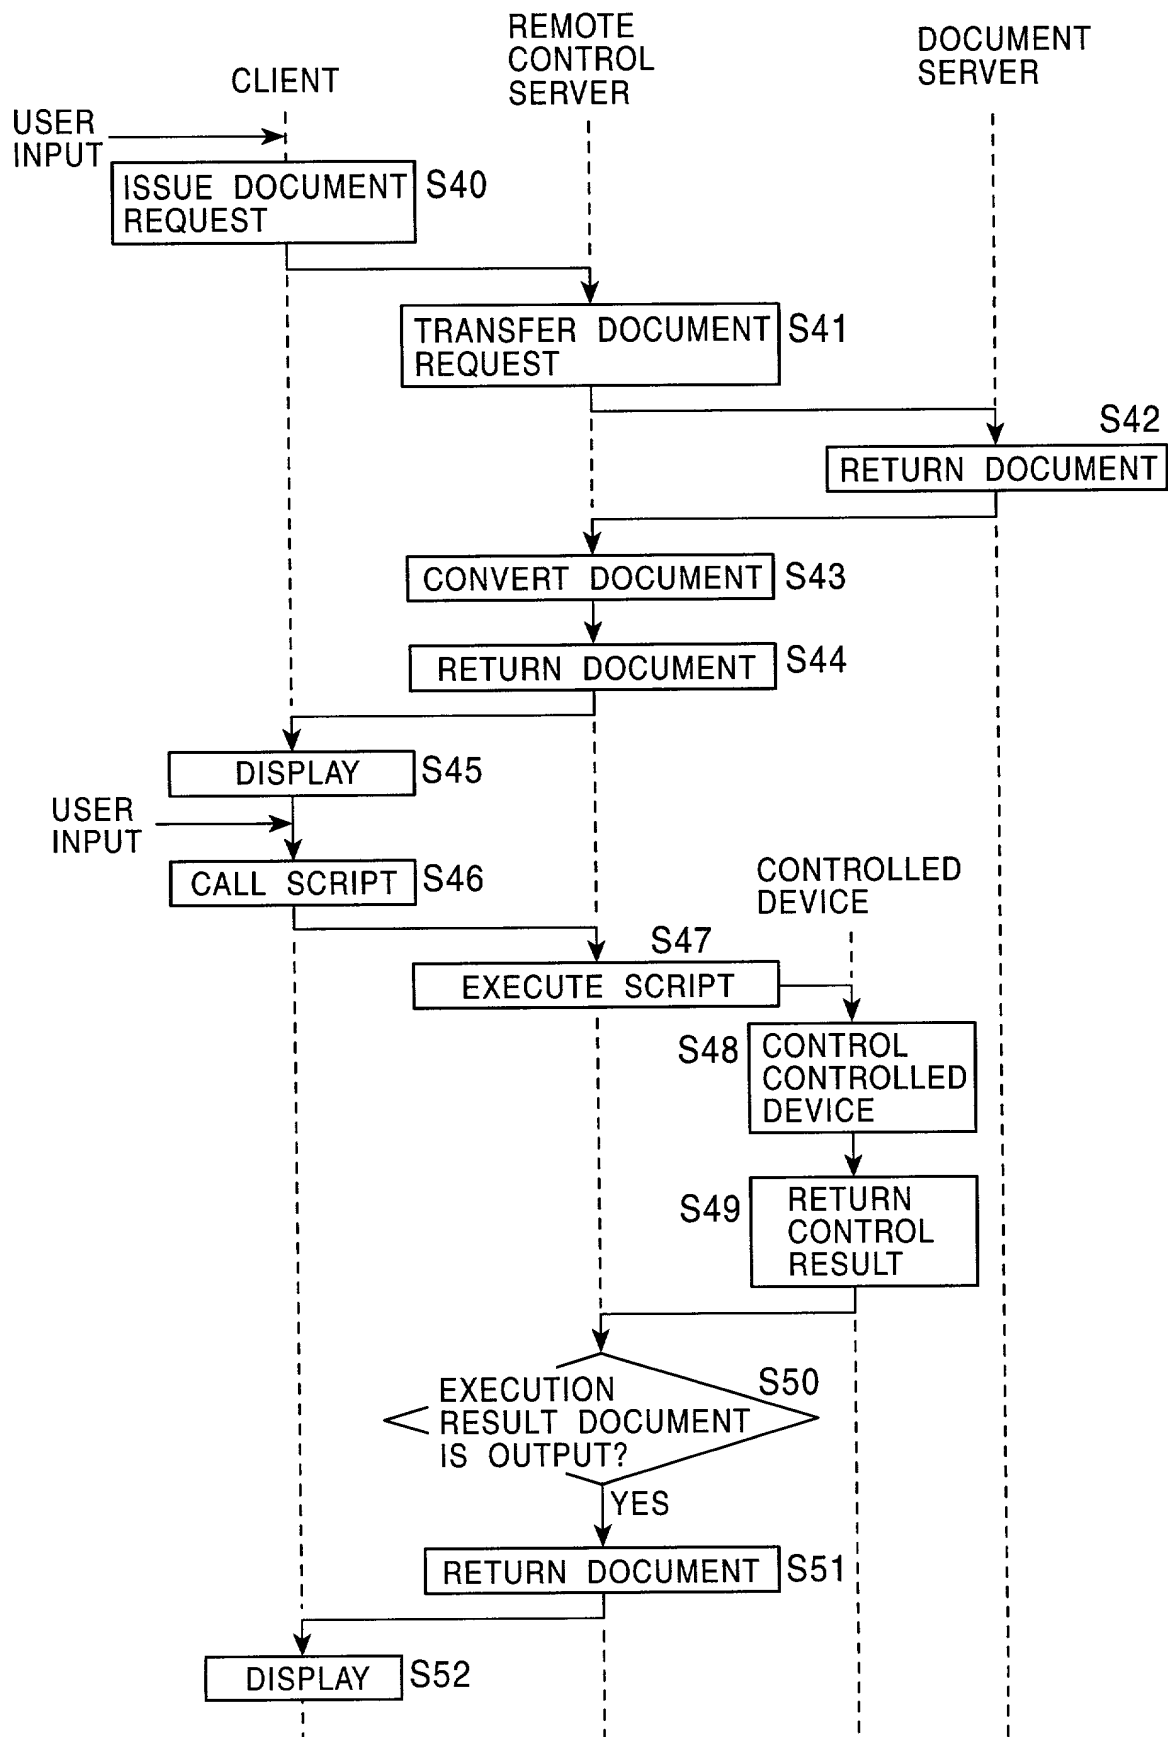 REMOTE
CONTROL
SERVER
DOCUMENT
SERVER
CLIENT
USER
INPUT
ISSUE DOCUMENT
REQUEST
S40
TRANSFER DOCUMENT
REQUEST
S41
S42
RETURN DOCUMENT
CONVERT DOCUMENT
S43
RETURN DOCUMENT
S44
DISPLAY
S45
USER
INPUT
CALL SCRIPT
S46
CONTROLLED
DEVICE
S47
EXECUTE SCRIPT
S48
CONTROL
CONTROLLED
DEVICE
S49
RETURN
CONTROL
RESULT
S50
EXECUTION
RESULT DOCUMENT
IS OUTPUT?
YES
RETURN DOCUMENT
S51
DISPLAY
S52